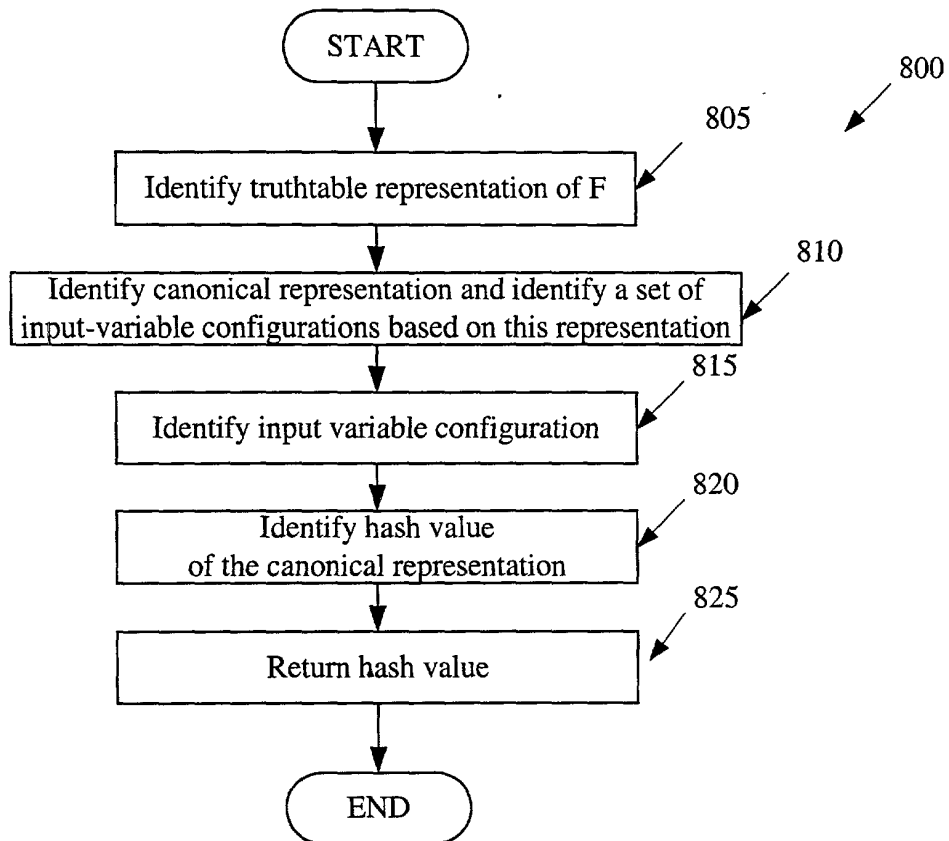 START
800
805
Identify truthtable representation of F
810
Identify canonical representation and identify a set of
input-variable configurations based on this representation
815
Identify input variable configuration
820
Identify hash value
of the canonical representation
825
Return hash value
END